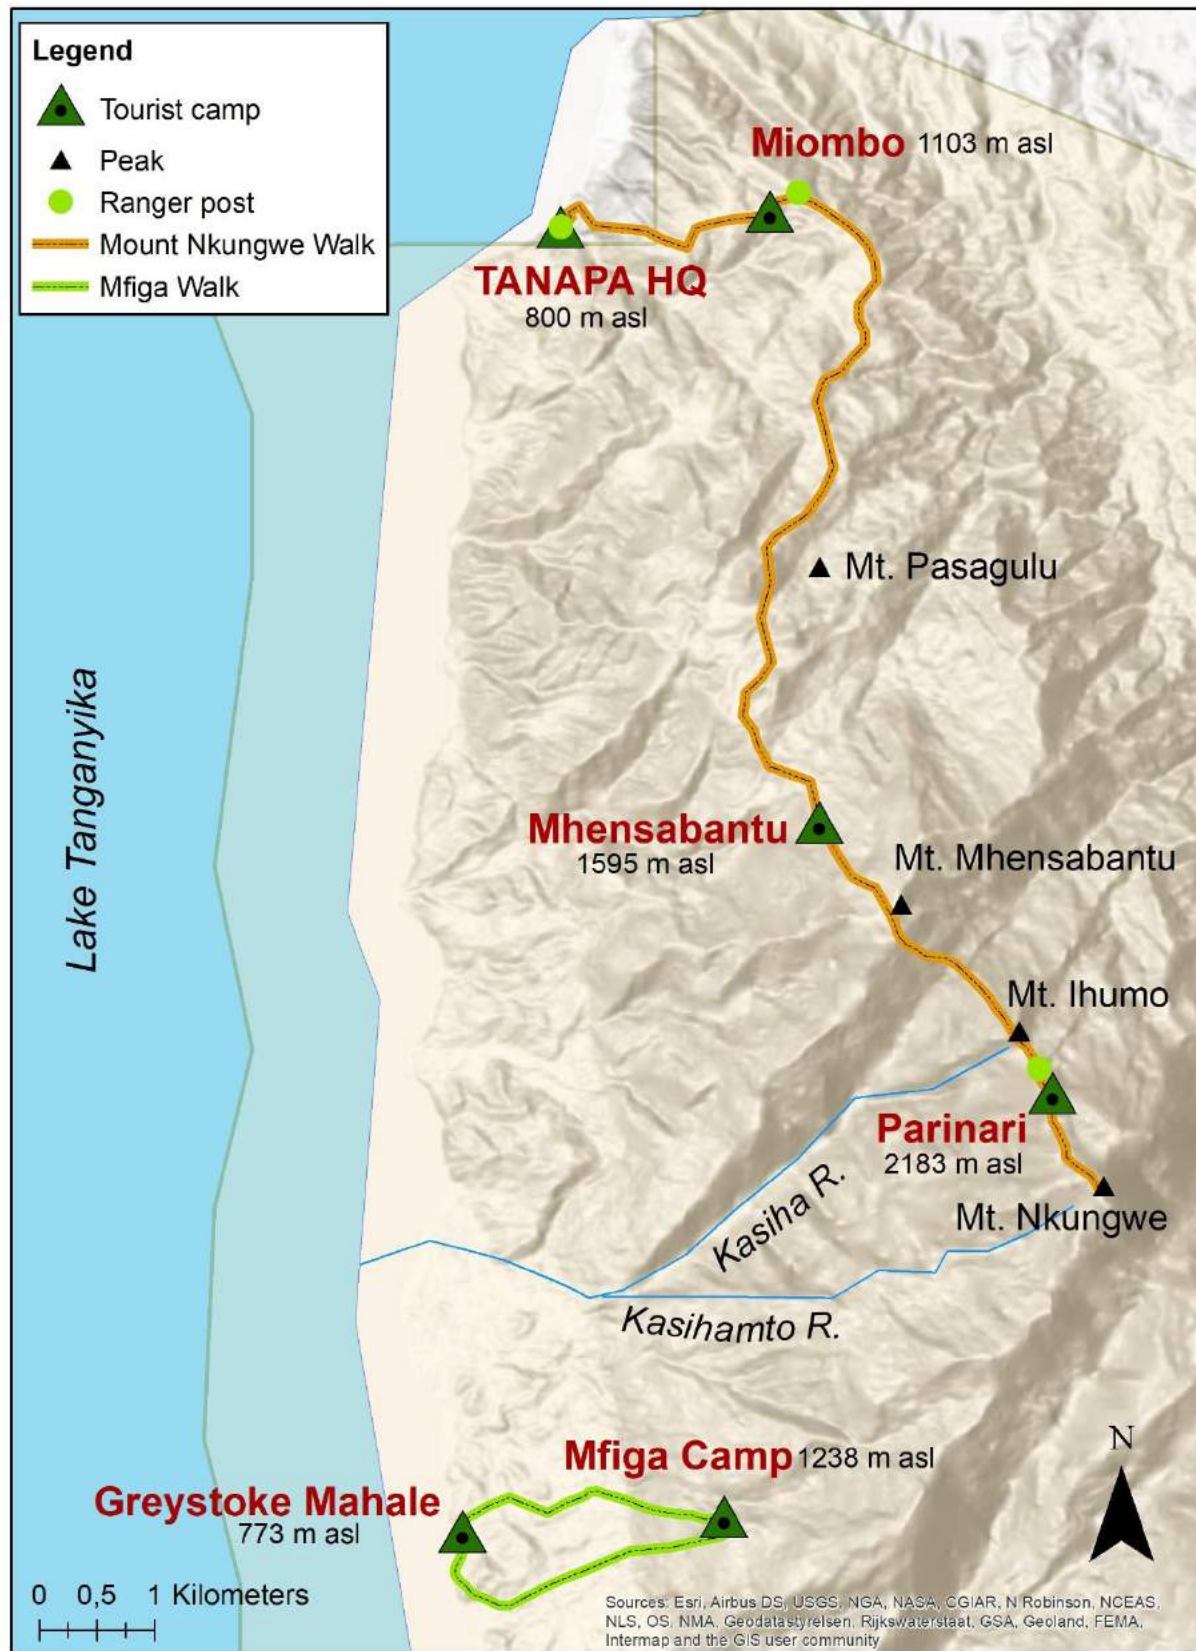 Legend
Tourist camp
Peak
Ranger post
Mount Nkungwe Walk
Mfiga Walk
Miombo 1103 m asl
TANAPA HQ
800 m asl
Mt. Pasagulu
Lake Tanganyika
Mhensabantu
1595 m asl
Mt. Mhensabantu
Mt. Ihumo
Parinari
2183 m asl
Kasiha R.
Mt. Nkungwe
Kasihamto R.
N
Mfiga Camp 1238 m asl
Greystoke Mahale
773 m asl
0 0,5 1 Kilometers
Sources: Esri, Airbus DS, USGS, NGA, NASA, CGIAR, N Robinson, NCEAS,
NLS, OS, NMA, Geodatastyrelsen, Rijkswaterstaat, GSA, Geoland, FEMA,
Intermap and the GIS user community